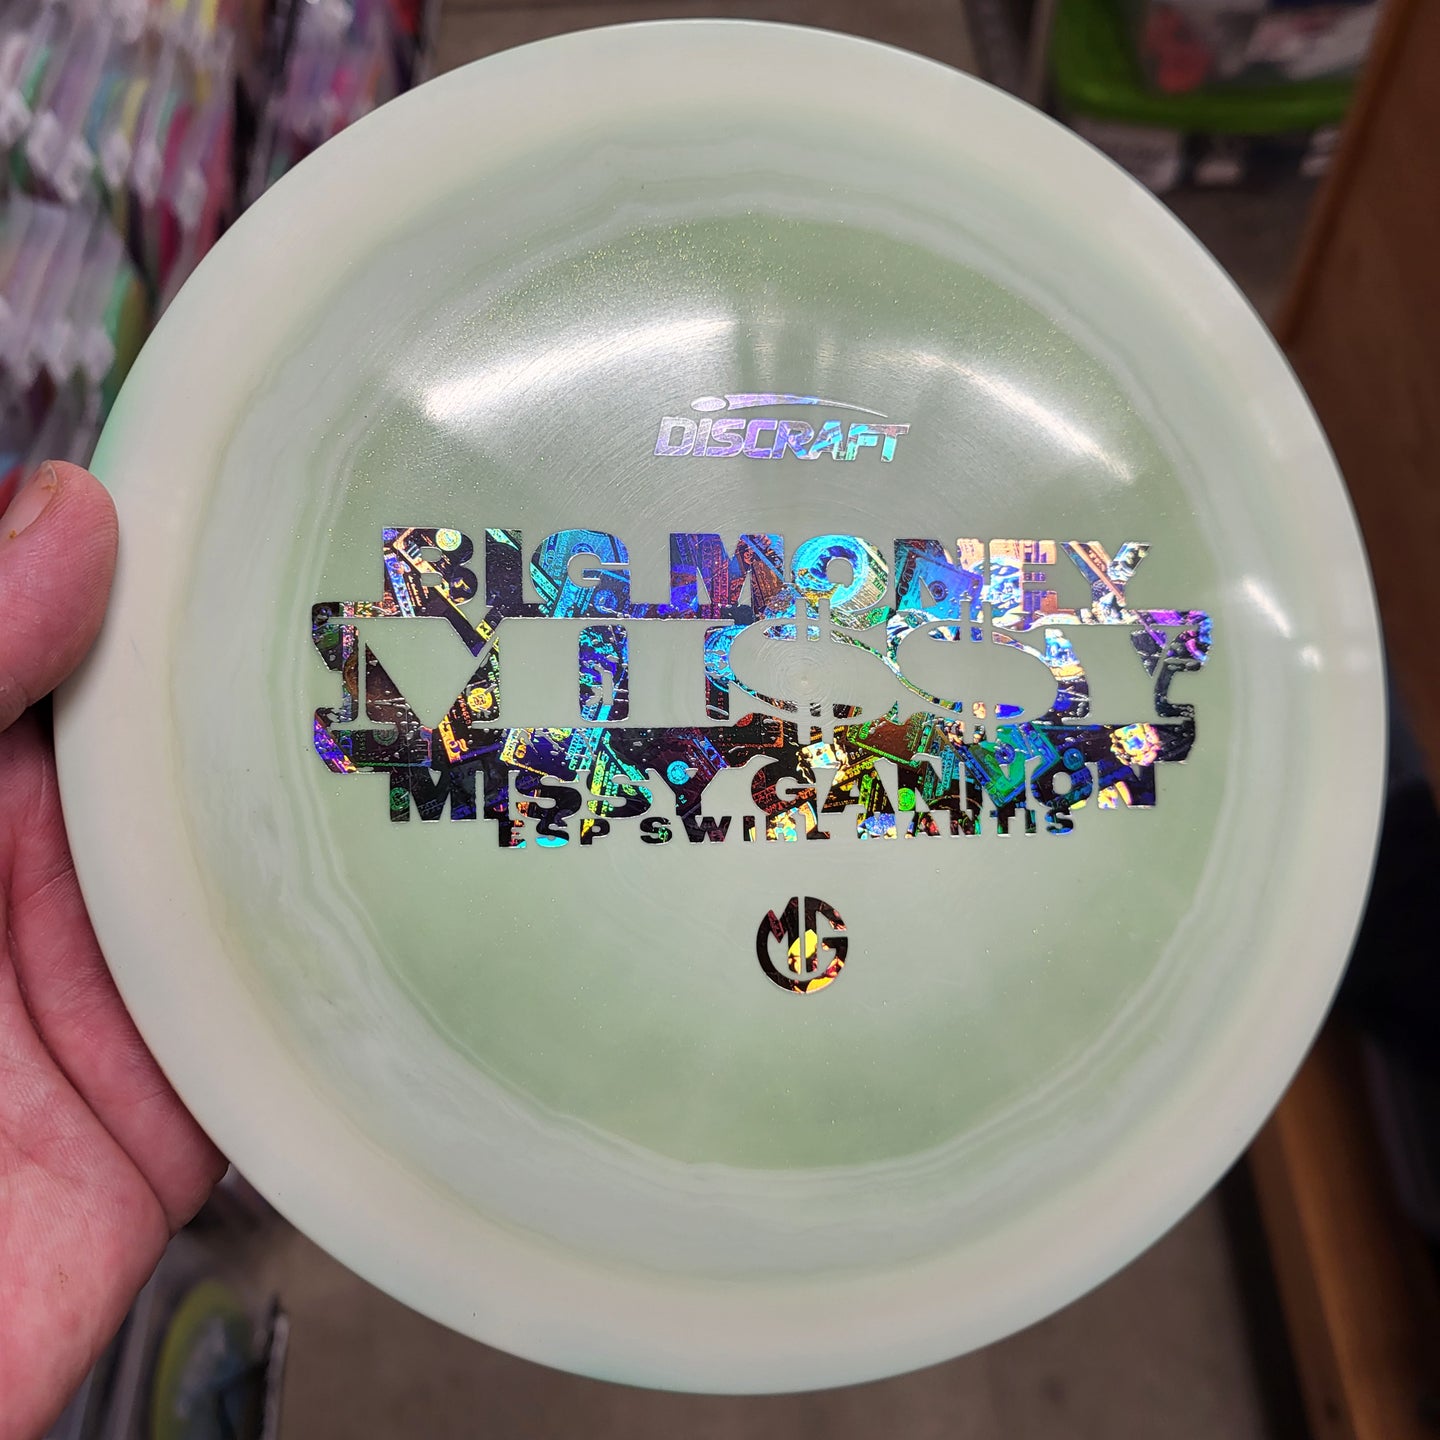 DISCRAFT
BIG MONEY
MI$$Y
MISSY GANNON
ESP SWIRL MANTIS
MG